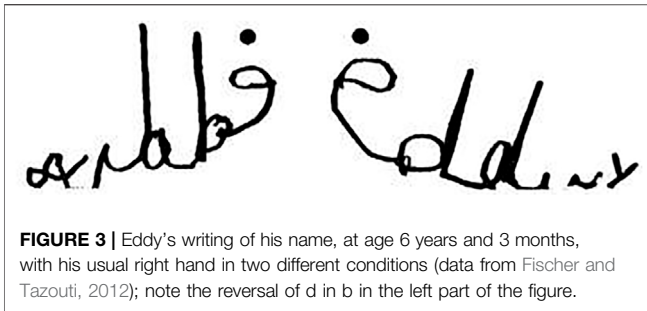 Eddy
FIGURE 3 | Eddy's writing of his name, at age 6 years and 3 months,
with his usual right hand in two different conditions (data from Fischer and
Tazouti, 2012); note the reversal of d in b in the left part of the figure.